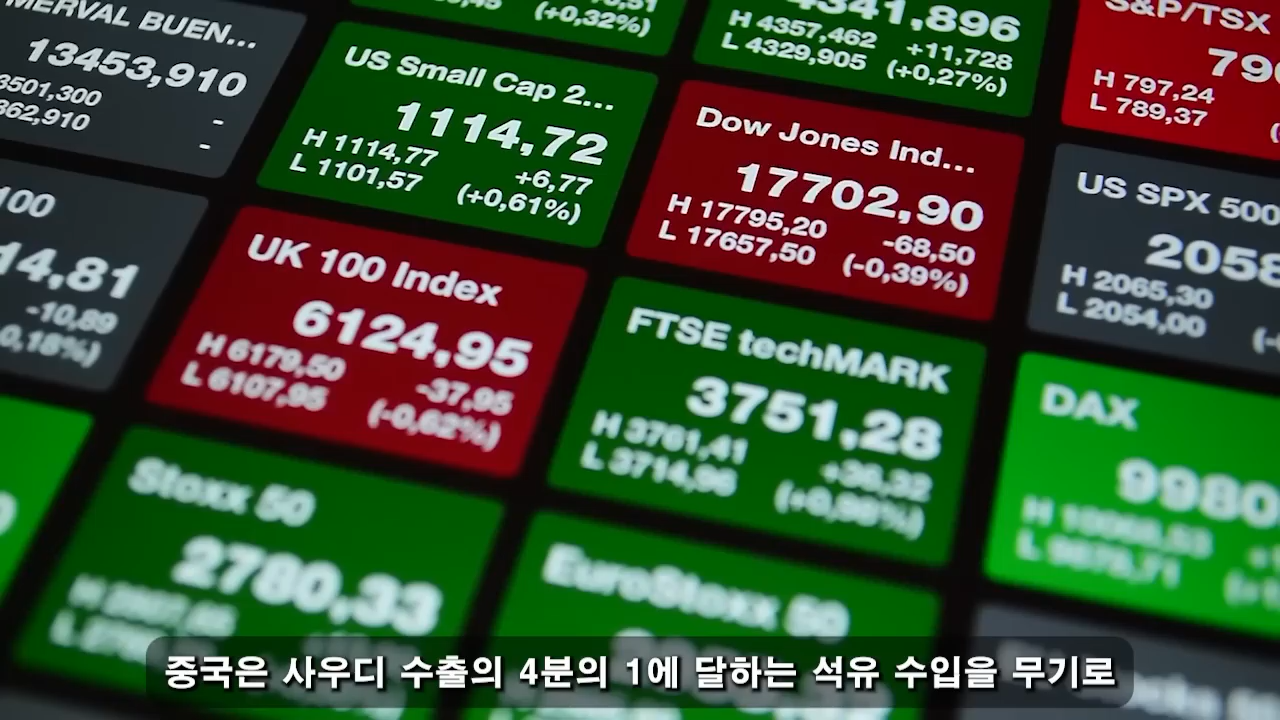 MERVAL BUEN...
13453,910
3501,300
362,910
-
-
(+0,32%)
US Small Cap 2...
1114,72
H 1114,77
L 1101,57
+6,77
(+0,61%)
4341,896
H 4357,462
L 4329,905
+11,728
(+0,27%)
S&P/TSX
H 797,24
L 789,37
Dow Jones Ind...
17702,90
H 17795,20
L 17657,50
-68,50
(-0,39%)
US SPX 500
2058
H 2065,30
L 2054,00
100
14,81
-10,89
UK 100 Index
6124,95
H 6179,50
L 6107,95
-37,95
(-0,62%)
FTSE techMARK
3751,28
H 3761,41
L 3714,96
+36,32
(+0,98%)
DAX
9980
Stoxx 50
2780,33
EuroStoxx 50
중국은 사우디 수출의 4분의 1에 달하는 석유 수입을 무기로